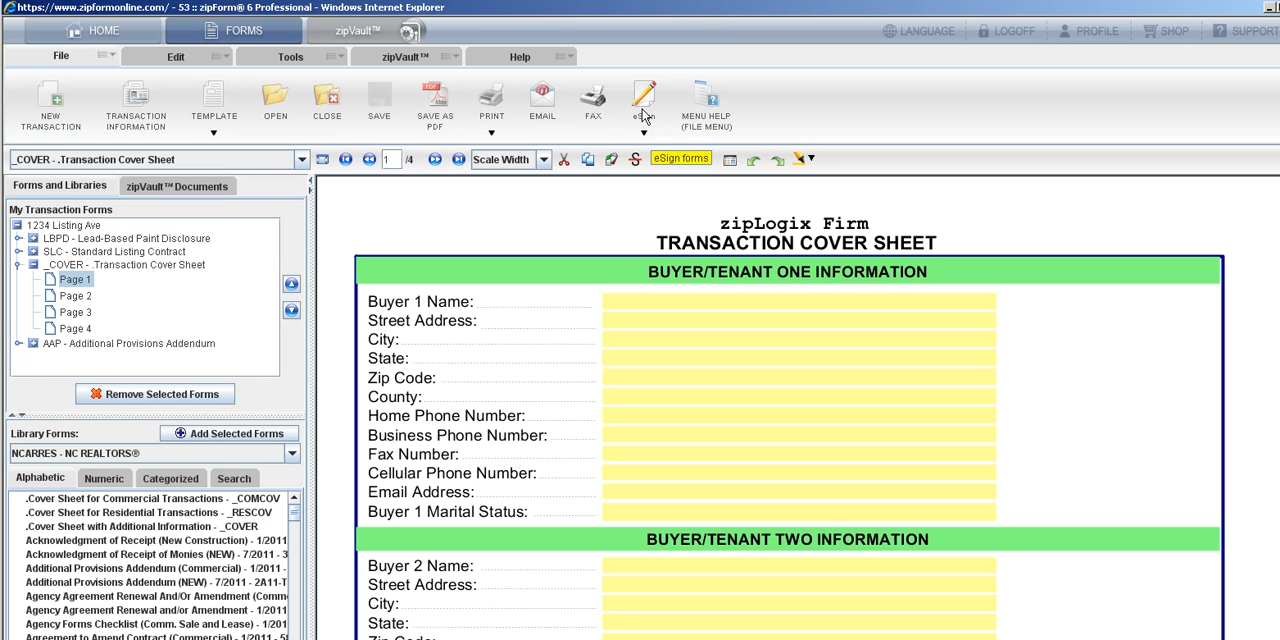 https://www.zipformonline.com/ - 53 :: zipForm® 6 Professional - Windows Internet Explorer
HOME FORMS zipVault™ LANGUAGE LOGOFF PROFILE SHOP SUPPORT
File Edit Tools zipVault™ Help
NEW TRANSACTION
TRANSACTION INFORMATION
TEMPLATE
OPEN
CLOSE
SAVE
SAVE AS PDF
PRINT
EMAIL
FAX
MENU HELP (FILE MENU)
_COVER - .Transaction Cover Sheet 1 /4 Scale Width eSign forms
Forms and Libraries zipVault™ Documents
My Transaction Forms
1234 Listing Ave
LBPD - Lead-Based Paint Disclosure
SLC - Standard Listing Contract
_COVER - .Transaction Cover Sheet
Page 1
Page 2
Page 3
Page 4
AAP - Additional Provisions Addendum
Remove Selected Forms
Library Forms: Add Selected Forms
NCARRES - NC REALTORS®
Alphabetic Numeric Categorized Search
.Cover Sheet for Commercial Transactions - _COMCOV
.Cover Sheet for Residential Transactions - _RESCOV
.Cover Sheet with Additional Information - _COVER
Acknowledgment of Receipt (New Construction) - 1/2011
Acknowledgment of Receipt of Monies (NEW) - 7/2011 - 3
Additional Provisions Addendum (Commercial) - 1/2011
Additional Provisions Addendum (NEW) - 7/2011 - 2A11-T
Agency Agreement Renewal And/Or Amendment (Comm
Agency Agreement Renewal and/or Amendment - 1/2011
Agency Forms Checklist (Comm. Sale and Lease) - 1/201
Agreement to Amend Contract (Commercial) - 1/2011 - 5
zipLogix Firm
TRANSACTION COVER SHEET
BUYER/TENANT ONE INFORMATION
Buyer 1 Name:
Street Address:
City:
State:
Zip Code:
County:
Home Phone Number:
Business Phone Number:
Fax Number:
Cellular Phone Number:
Email Address:
Buyer 1 Marital Status:
BUYER/TENANT TWO INFORMATION
Buyer 2 Name:
Street Address:
City:
State:
Zip Code: